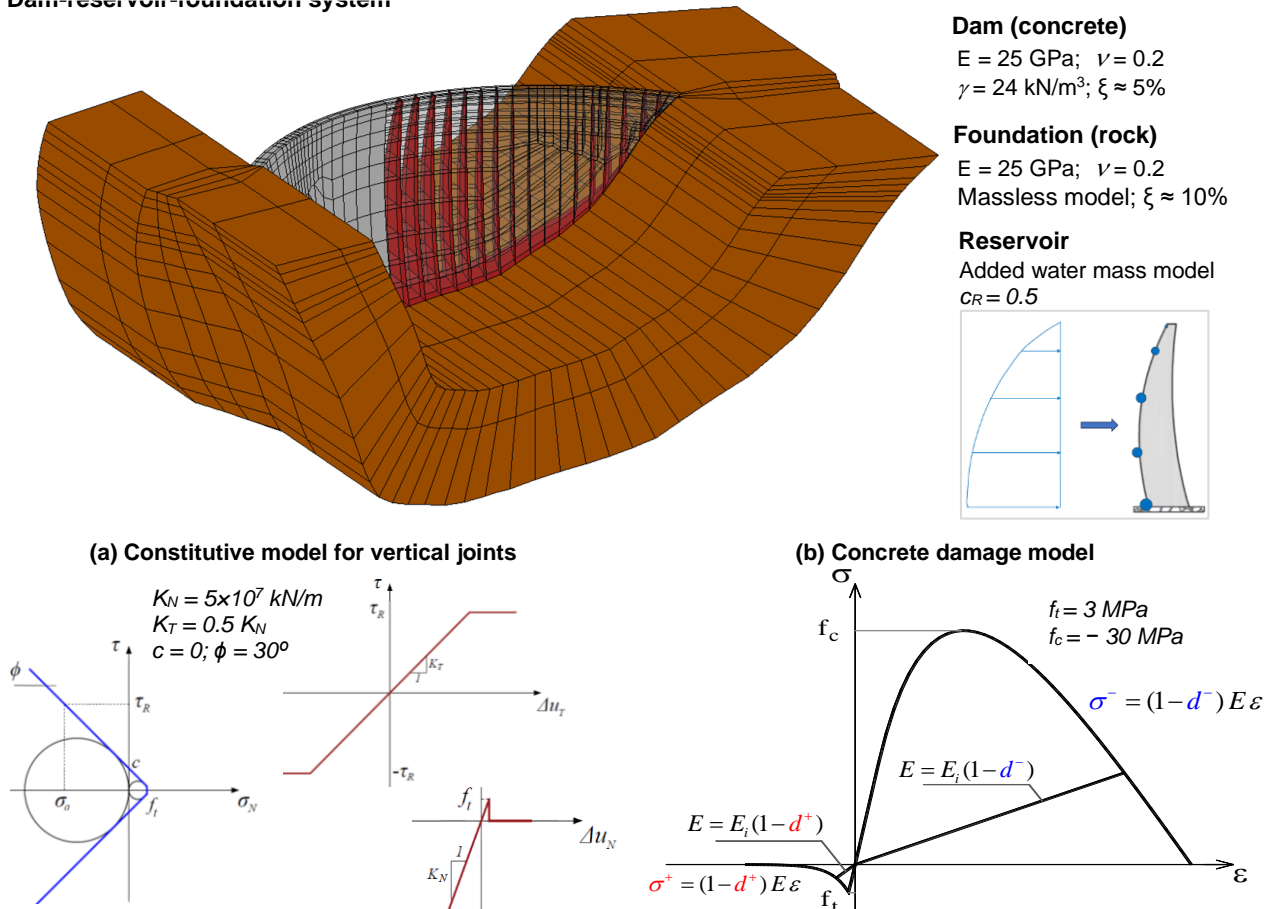 Dam-reservoir-foundation system
Dam (concrete)
E = 25 GPa; ν = 0.2
γ = 24 kN/m³; ξ ≈ 5%
Foundation (rock)
E = 25 GPa; ν = 0.2
Massless model; ξ ≈ 10%
Reservoir
Added water mass model
cR = 0.5
(a) Constitutive model for vertical joints
KN = 5×10⁷ kN/m
KT = 0.5 KN
c = 0; ϕ = 30º
τ
ϕ
τR
c
σa
ft
σN
τ
τR
KT
1
ΔuT
-τR
ft
ΔuN
1
KN
(b) Concrete damage model
σ
fc
ft = 3 MPa
fc = − 30 MPa
σ⁻ = (1−d⁻) E ε
E = Ei (1−d⁻)
E = Ei (1−d⁺)
σ⁺ = (1−d⁺) E ε
ft
ε